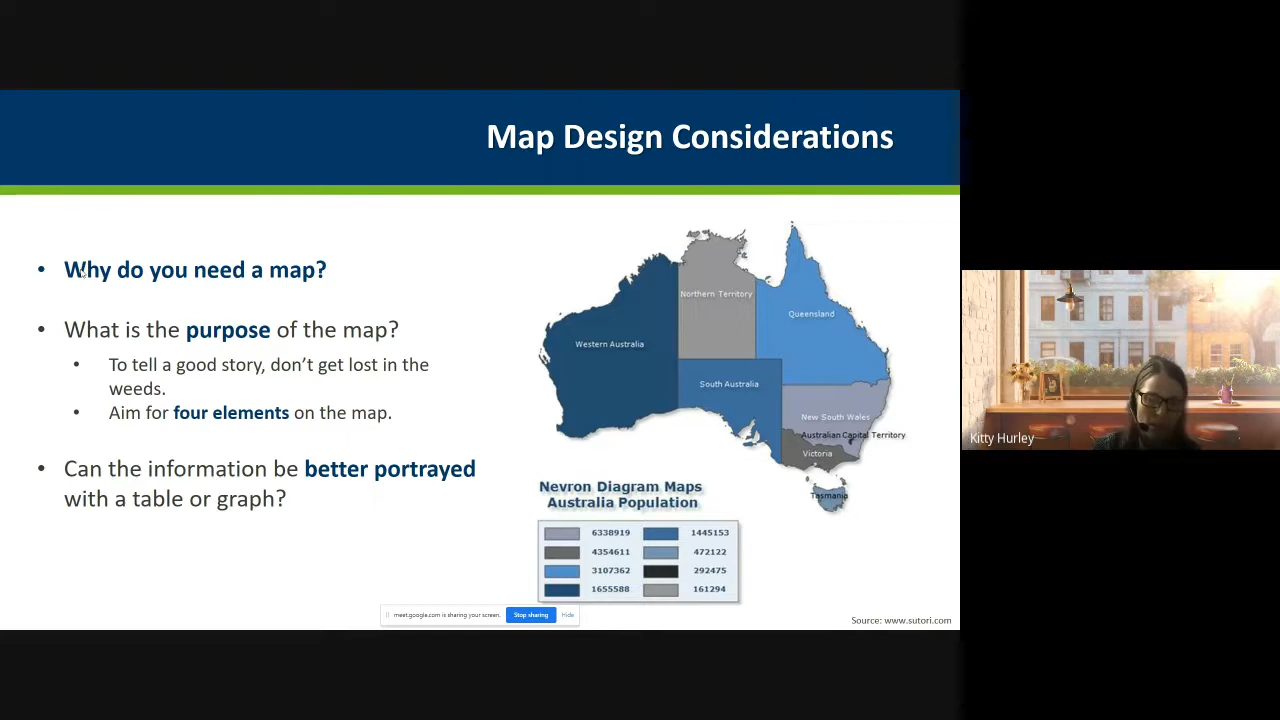 Map Design Considerations
• Why do you need a map?
• What is the purpose of the map?
• To tell a good story, don't get lost in the
weeds.
• Aim for four elements on the map.
• Can the information be better portrayed
with a table or graph?
Northern Territory
Queensland
Western Australia
South Australia
New South Wales
Australian Capital Territory
Victoria
Tasmania
Nevron Diagram Maps
Australia Population
6338919 1445153
4354611 472122
3107362 292475
1655588 161294
meet.google.com is sharing your screen. Stop sharing Hide
Source: www.sutori.com
Kitty Hurley